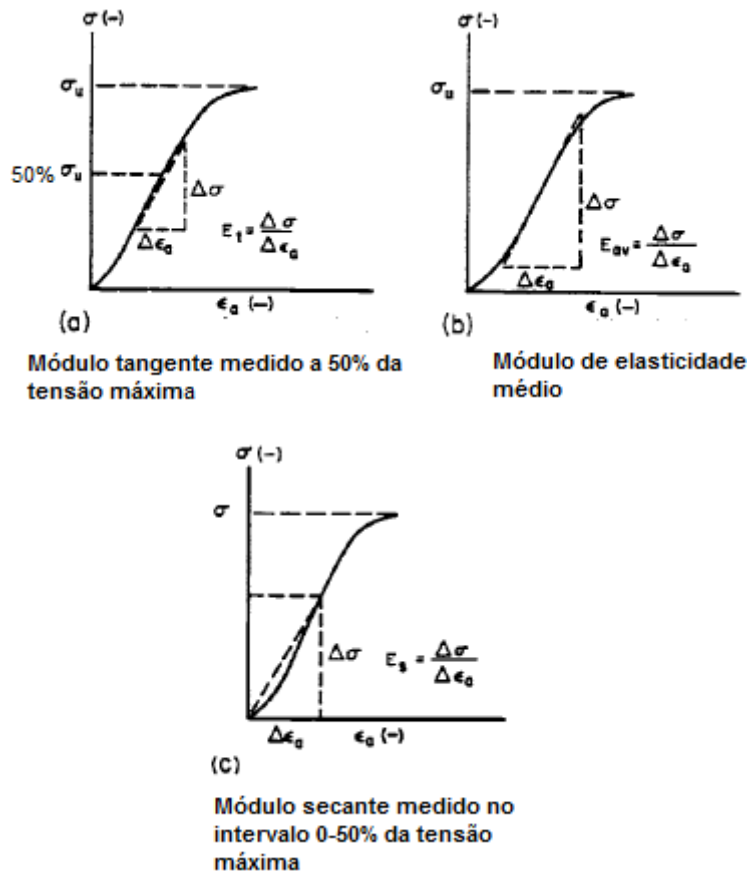 σ (-)
σu
50% σu
Δσ
Δϵa
Et = Δσ / Δϵa
ϵa (-)
(a)
Módulo tangente medido a 50% da
tensão máxima
σ (-)
σu
Δσ
Eav = Δσ / Δϵa
Δϵa
ϵa (-)
(b)
Módulo de elasticidade
médio
σ (-)
σ
Δσ
Es = Δσ / Δϵa
Δϵa
ϵa (-)
(c)
Módulo secante medido no
intervalo 0-50% da tensão
máxima